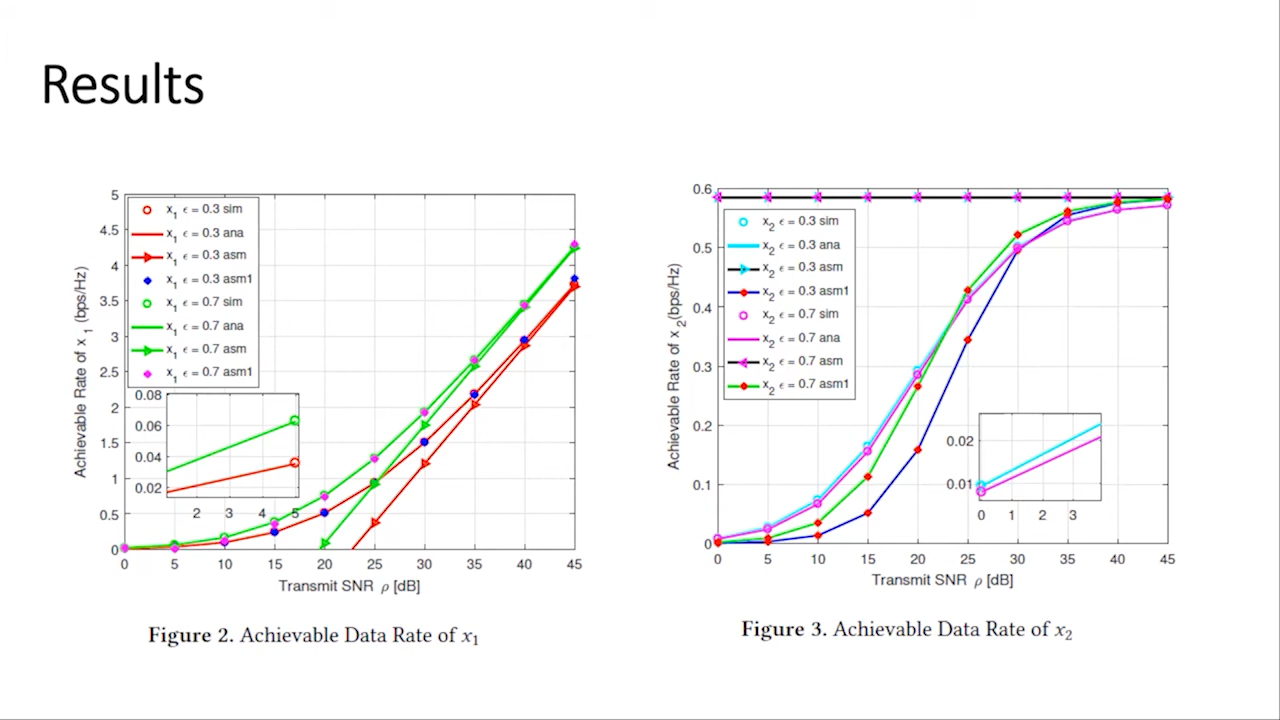 Results
5
4.5
4
3.5
3
2.5
2
1.5
1
0.5
0
Achievable Rate of x 1 (bps/Hz)
x1 ϵ = 0.3 sim
x1 ϵ = 0.3 ana
x1 ϵ = 0.3 asm
x1 ϵ = 0.3 asm1
x1 ϵ = 0.7 sim
x1 ϵ = 0.7 ana
x1 ϵ = 0.7 asm
x1 ϵ = 0.7 asm1
0.08
0.06
0.04
0.02
2 3 4 5
0 5 10 15 20 25 30 35 40 45
Transmit SNR ρ [dB]
Figure 2. Achievable Data Rate of x1
0.6
0.5
0.4
0.3
0.2
0.1
0
Achievable Rate of x 2 (bps/Hz)
x2 ϵ = 0.3 sim
x2 ϵ = 0.3 ana
x2 ϵ = 0.3 asm
x2 ϵ = 0.3 asm1
x2 ϵ = 0.7 sim
x2 ϵ = 0.7 ana
x2 ϵ = 0.7 asm
x2 ϵ = 0.7 asm1
0.02
0.01
0 1 2 3
0 5 10 15 20 25 30 35 40 45
Transmit SNR ρ [dB]
Figure 3. Achievable Data Rate of x2